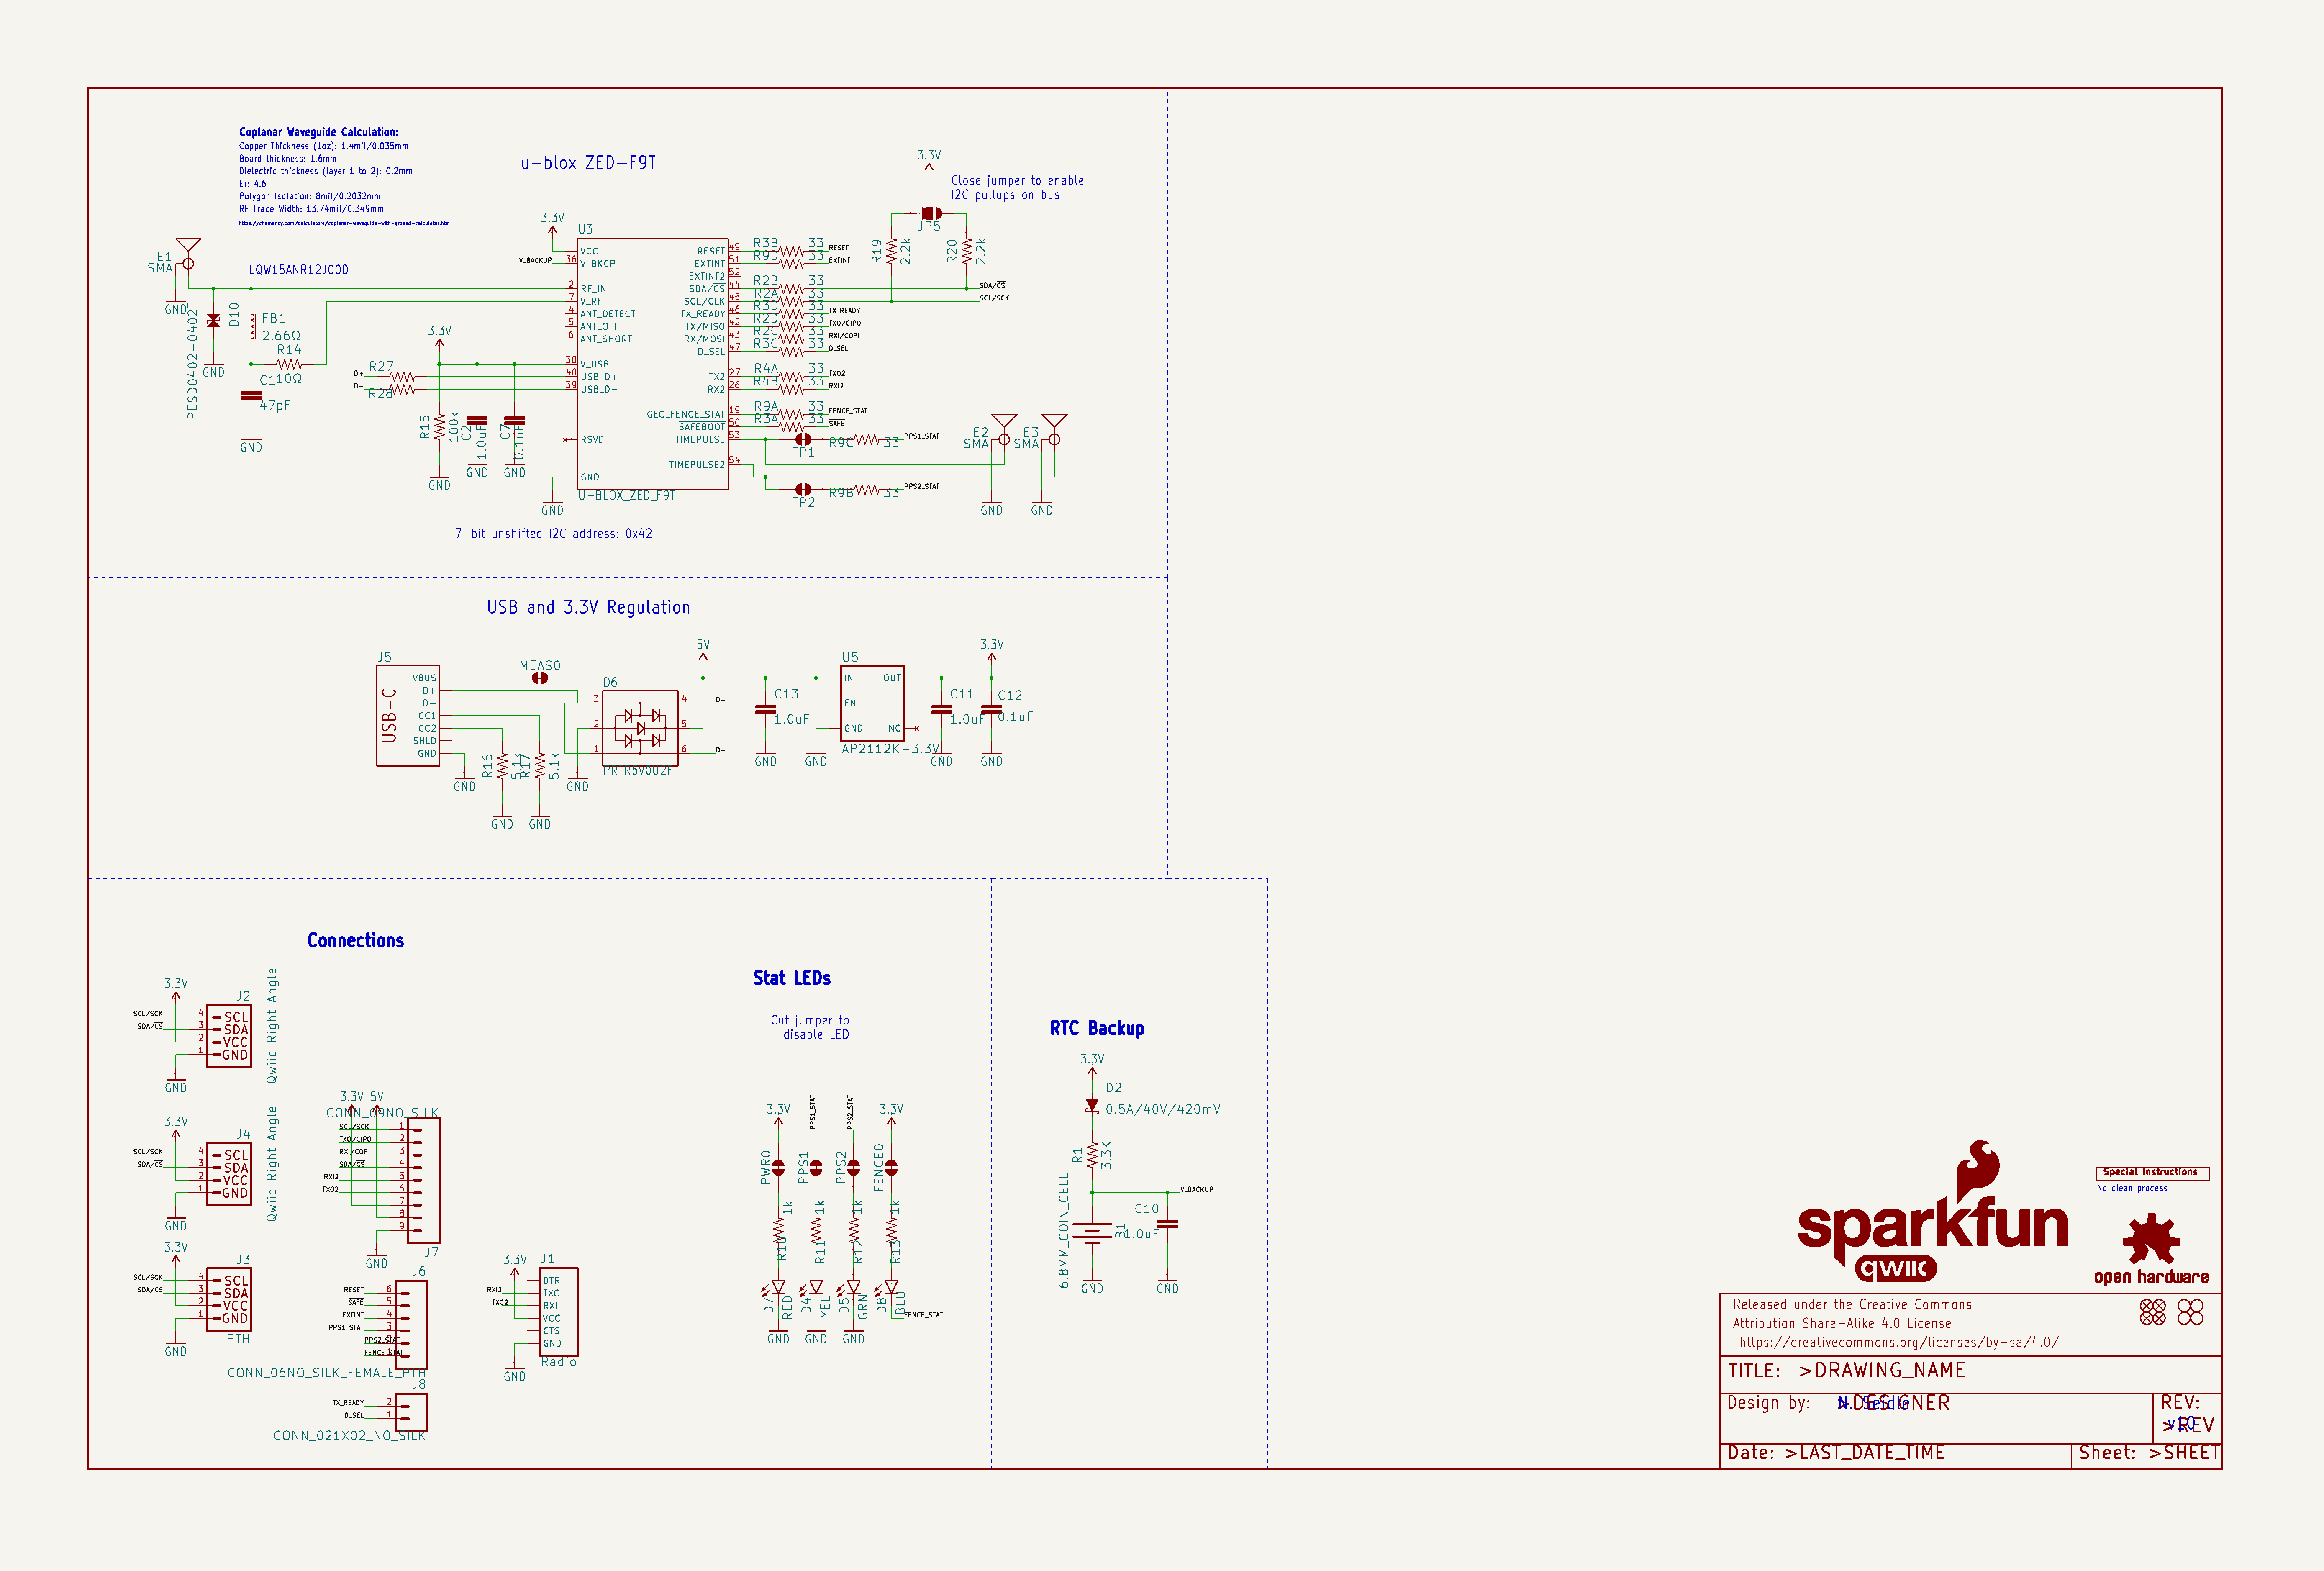 Coplanar Waveguide Calculation:
Copper Thickness (1oz): 1.4mil/0.035mm
Board thickness: 1.6mm
Dielectric thickness (layer 1 to 2): 0.2mm
Er: 4.6
Polygon Isolation: 8mil/0.2032mm
RF Trace Width: 13.74mil/0.349mm
https://chemandy.com/calculators/coplanar-waveguide-with-ground-calculator.htm
u-blox ZED-F9T
3.3V
Close jumper to enable
I2C pullups on bus
JP5
R19
2.2k
R20
2.2k
SDA/CS
SCL/SCK
E1
SMA
GND
LQW15ANR12J00D
PESD0402-0402T
D10
GND
FB1
2.66Ω
R14
10Ω
C1
47pF
GND
3.3V
V_BACKUP
U3
VCC
36 V_BKCP
2 RF_IN
7 V_RF
4 ANT_DETECT
5 ANT_OFF
6 ANT_SHORT
38 V_USB
40 USB_D+
39 USB_D-
RSVD
GND
GND
U-BLOX_ZED_F9T
RESET 49 R3B 33 RESET
EXTINT 51 R9D 33 EXTINT
EXTINT2 52
SDA/CS 44 R2B 33
SCL/CLK 45 R2A 33
TX_READY 46 R3D 33 TX_READY
TX/MISO 42 R2D 33 TXO/CIPO
RX/MOSI 43 R2C 33 RXI/COPI
D_SEL 47 R3C 33 D_SEL
TX2 27 R4A 33 TXO2
RX2 26 R4B 33 RXI2
GEO_FENCE_STAT 19 R9A 33 FENCE_STAT
SAFEBOOT 50 R3A 33 SAFE
TIMEPULSE 53 TP1 R9C 33 PPS1_STAT
TIMEPULSE2 54 TP2 R9B 33 PPS2_STAT
E2
SMA
GND
E3
SMA
GND
3.3V
D+ R27
D- R28
R15
100k
GND
C2
1.0uF
GND
C7
0.1uF
GND
7-bit unshifted I2C address: 0x42
USB and 3.3V Regulation
J5
USB-C
VBUS
D+
D-
CC1
CC2
SHLD
GND
GND
MEAS0
R16
5.1k
GND
R17
5.1k
GND
GND
D6
3
2
1
4 D+
5
6 D-
PRTR5V0U2F
5V
C13
1.0uF
GND
U5
IN
EN
GND
OUT
NC
AP2112K-3.3V
GND
3.3V
C11
1.0uF
GND
C12
0.1uF
GND
Connections
3.3V
J2
SCL/SCK 4 SCL
SDA/CS 3 SDA
2 VCC
1 GND
GND
Qwiic Right Angle
3.3V
J4
SCL/SCK 4 SCL
SDA/CS 3 SDA
2 VCC
1 GND
GND
Qwiic Right Angle
3.3V
J3
SCL/SCK 4 SCL
SDA/CS 3 SDA
2 VCC
1 GND
GND
PTH
3.3V 5V
CONN_09NO_SILK
SCL/SCK 1
TXO/CIPO 2
RXI/COPI 3
SDA/CS 4
RXI2 5
TXO2 6
7
8
9
J7
GND
J6
RESET 6
SAFE 5
EXTINT 4
PPS1_STAT 3
PPS2_STAT 2
FENCE_STAT 1
CONN_06NO_SILK_FEMALE_PTH
J8
TX_READY 2
D_SEL 1
CONN_021X02_NO_SILK
3.3V
J1
DTR
RXI2 TXO
TXO2 RXI
VCC
CTS
GND
Radio
GND
Stat LEDs
Cut jumper to
disable LED
3.3V
PWR0
1k
R10
D7
RED
GND
PPS1_STAT
PPS1
1k
R11
D4
YEL
GND
PPS2_STAT
PPS2
1k
R12
D5
GRN
GND
3.3V
FENCE0
1k
R13
D8
BLU
FENCE_STAT
RTC Backup
3.3V
D2
0.5A/40V/420mV
R1
3.3K
V_BACKUP
6.8MM_COIN_CELL
B1
C10
1.0uF
GND
GND
sparkfun
qwiic
Special Instructions
No clean process
open hardware
Released under the Creative Commons
Attribution Share-Alike 4.0 License
https://creativecommons.org/licenses/by-sa/4.0/
TITLE: >DRAWING_NAME
Design by: >DESIGNER
N. Seidle
REV:
>REV
v10
Date: >LAST_DATE_TIME
Sheet: >SHEET